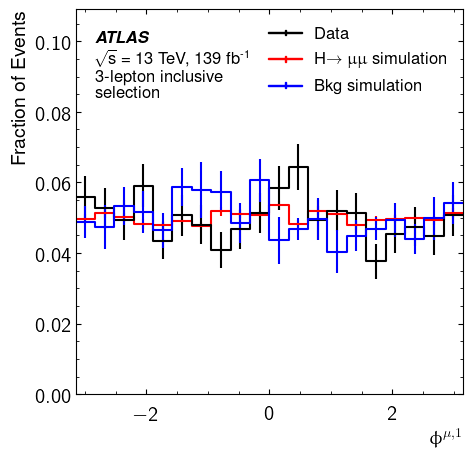 ATLAS
√s = 13 TeV, 139 fb⁻¹
3-lepton inclusive
selection
Data
H→ μμ simulation
Bkg simulation
Fraction of Events
0.10
0.08
0.06
0.04
0.02
0.00
−2 0 2
ϕ^μ,1